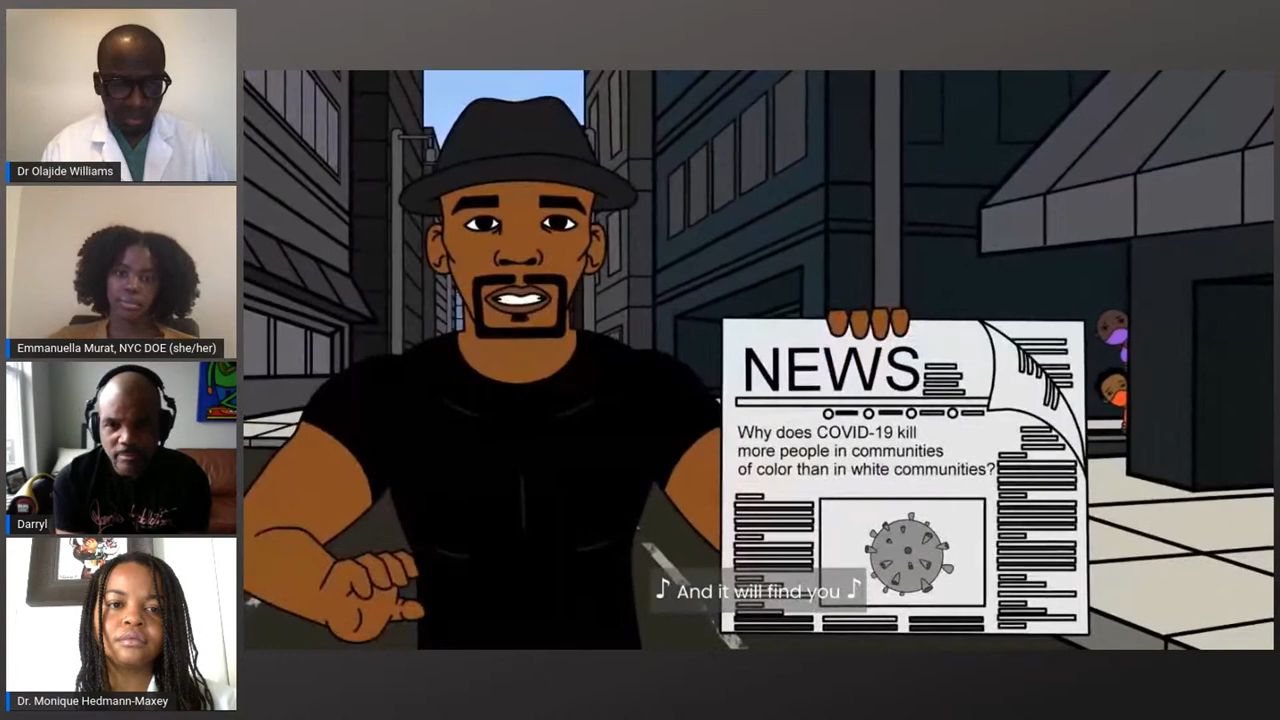 Dr Olajide Williams
Emmanuella Murat, NYC DOE (she/her)
Darryl
Dr. Monique Hedmann-Maxey
NEWS
Why does COVID-19 kill
more people in communities
of color than in white communities?
♪ And it will find you ♪